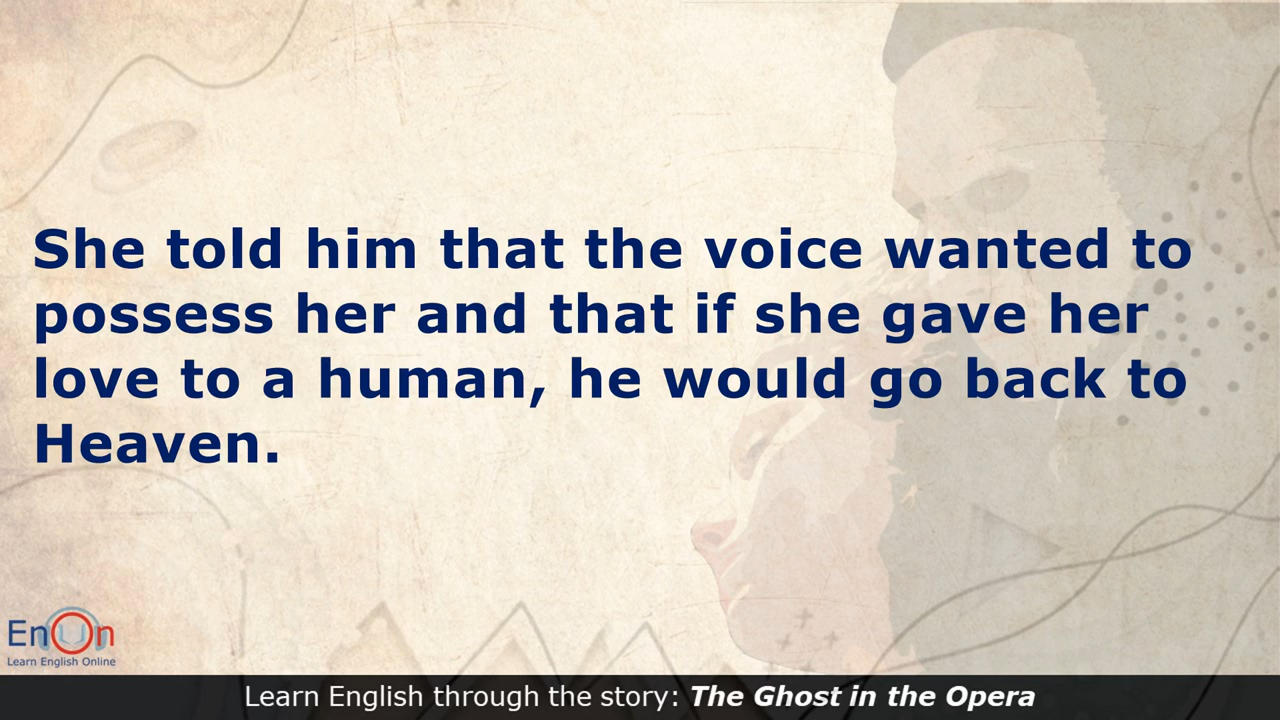 She told him that the voice wanted to
possess her and that if she gave her
love to a human, he would go back to
Heaven.
EnOn
Learn English Online
Learn English through the story: The Ghost in the Opera